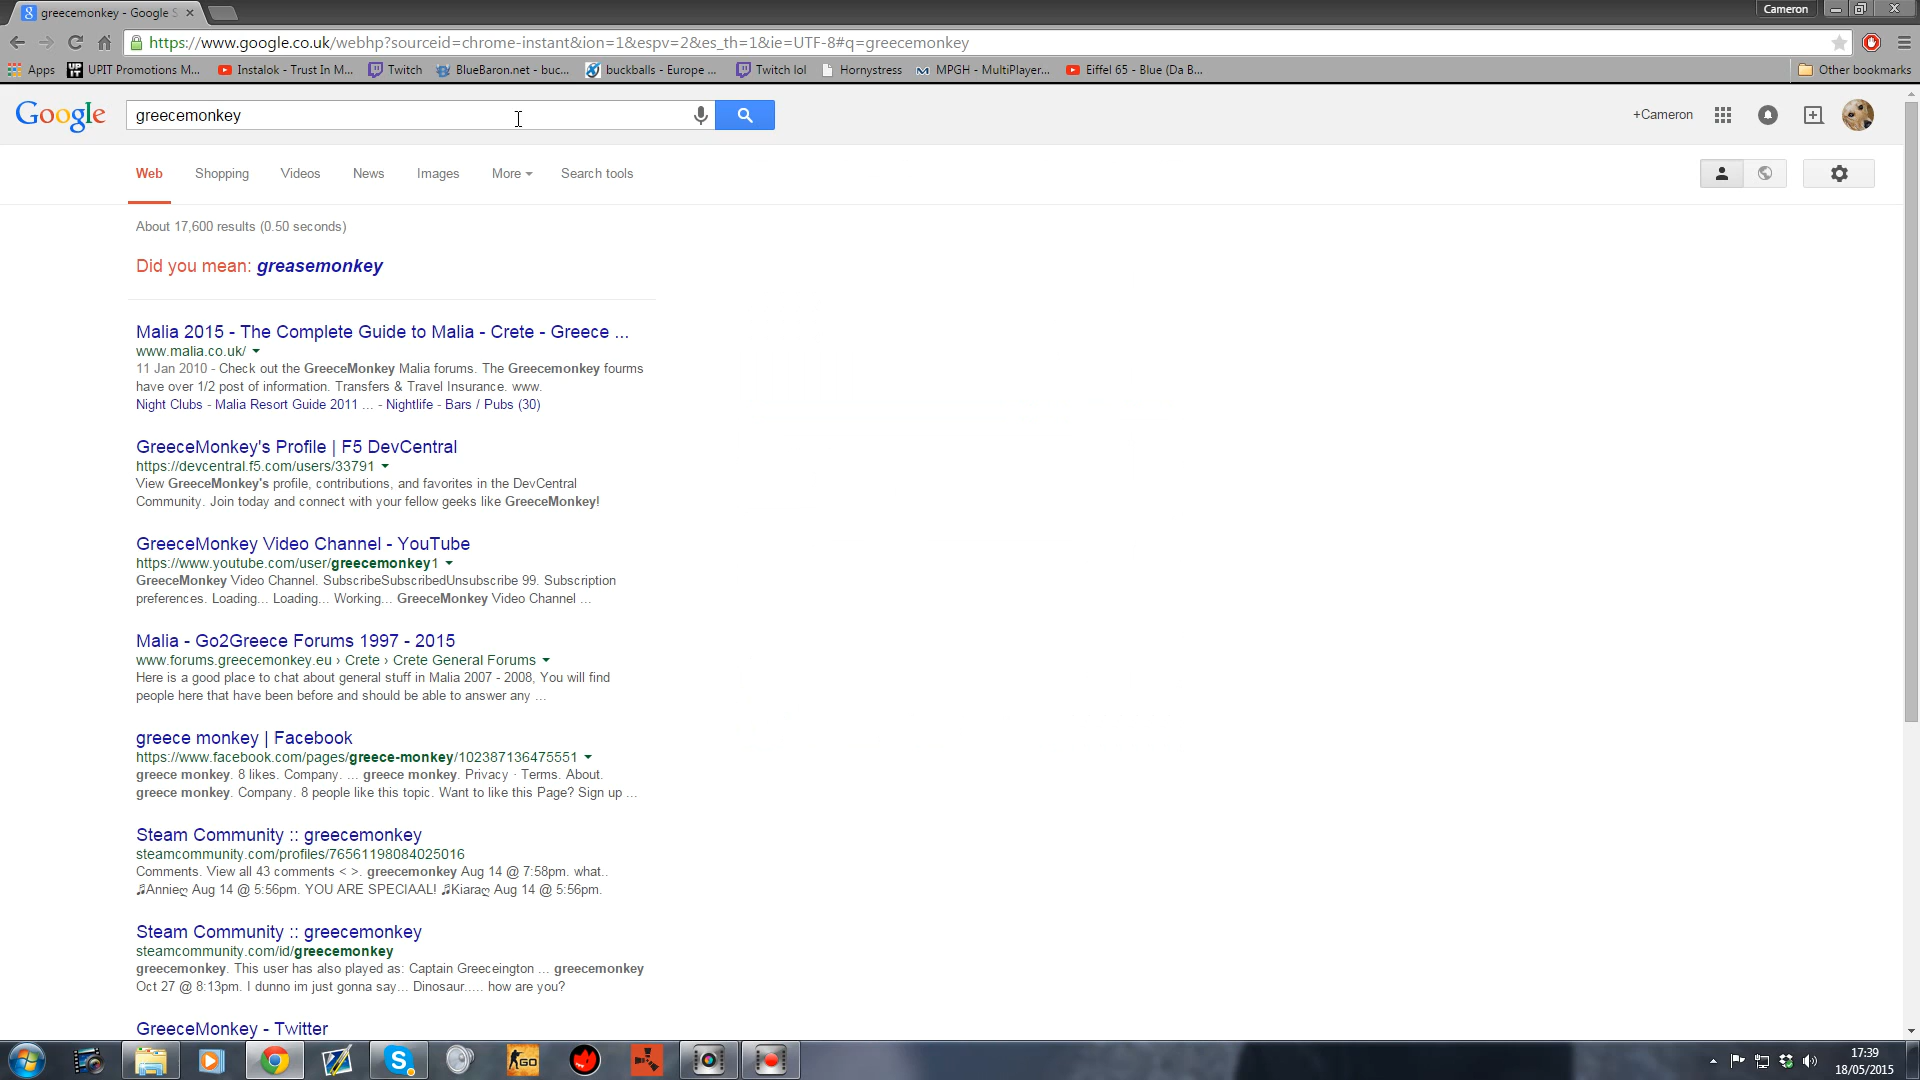 greecemonkey - Google S
Cameron
https://www.google.co.uk/webhp?sourceid=chrome-instant&ion=1&espv=2&es_th=1&ie=UTF-8#q=greecemonkey
Apps UPIT Promotions M... Instalok - Trust In M... Twitch BlueBaron.net - buc... buckballs - Europe ... Twitch lol Hornystress MPGH - MultiPlayer... Eiffel 65 - Blue (Da B... Other bookmarks
Google greecemonkey +Cameron
Web Shopping Videos News Images More Search tools
About 17,600 results (0.50 seconds)
Did you mean: greasemonkey
Malia 2015 - The Complete Guide to Malia - Crete - Greece ...
www.malia.co.uk/
11 Jan 2010 - Check out the GreeceMonkey Malia forums. The Greecemonkey fourms
have over 1/2 post of information. Transfers & Travel Insurance. www.
Night Clubs - Malia Resort Guide 2011 ... - Nightlife - Bars / Pubs (30)
GreeceMonkey's Profile | F5 DevCentral
https://devcentral.f5.com/users/33791
View GreeceMonkey's profile, contributions, and favorites in the DevCentral
Community. Join today and connect with your fellow geeks like GreeceMonkey!
GreeceMonkey Video Channel - YouTube
https://www.youtube.com/user/greecemonkey1
GreeceMonkey Video Channel. SubscribeSubscribedUnsubscribe 99. Subscription
preferences. Loading... Loading... Working... GreeceMonkey Video Channel ...
Malia - Go2Greece Forums 1997 - 2015
www.forums.greecemonkey.eu › Crete › Crete General Forums
Here is a good place to chat about general stuff in Malia 2007 - 2008, You will find
people here that have been before and should be able to answer any ...
greece monkey | Facebook
https://www.facebook.com/pages/greece-monkey/102387136475551
greece monkey. 8 likes. Company. ... greece monkey. Privacy · Terms. About.
greece monkey. Company. 8 people like this topic. Want to like this Page? Sign up ...
Steam Community :: greecemonkey
steamcommunity.com/profiles/76561198084025016
Comments. View all 43 comments < >. greecemonkey Aug 14 @ 7:58pm. what..
♬Annieღ Aug 14 @ 5:56pm. YOU ARE SPECIAAL! ♬Kiaraღ Aug 14 @ 5:56pm.
Steam Community :: greecemonkey
steamcommunity.com/id/greecemonkey
greecemonkey. This user has also played as: Captain Greeceington ... greecemonkey
Oct 27 @ 8:13pm. I dunno im just gonna say... Dinosaur..... how are you?
GreeceMonkey - Twitter
GO
17:39
18/05/2015